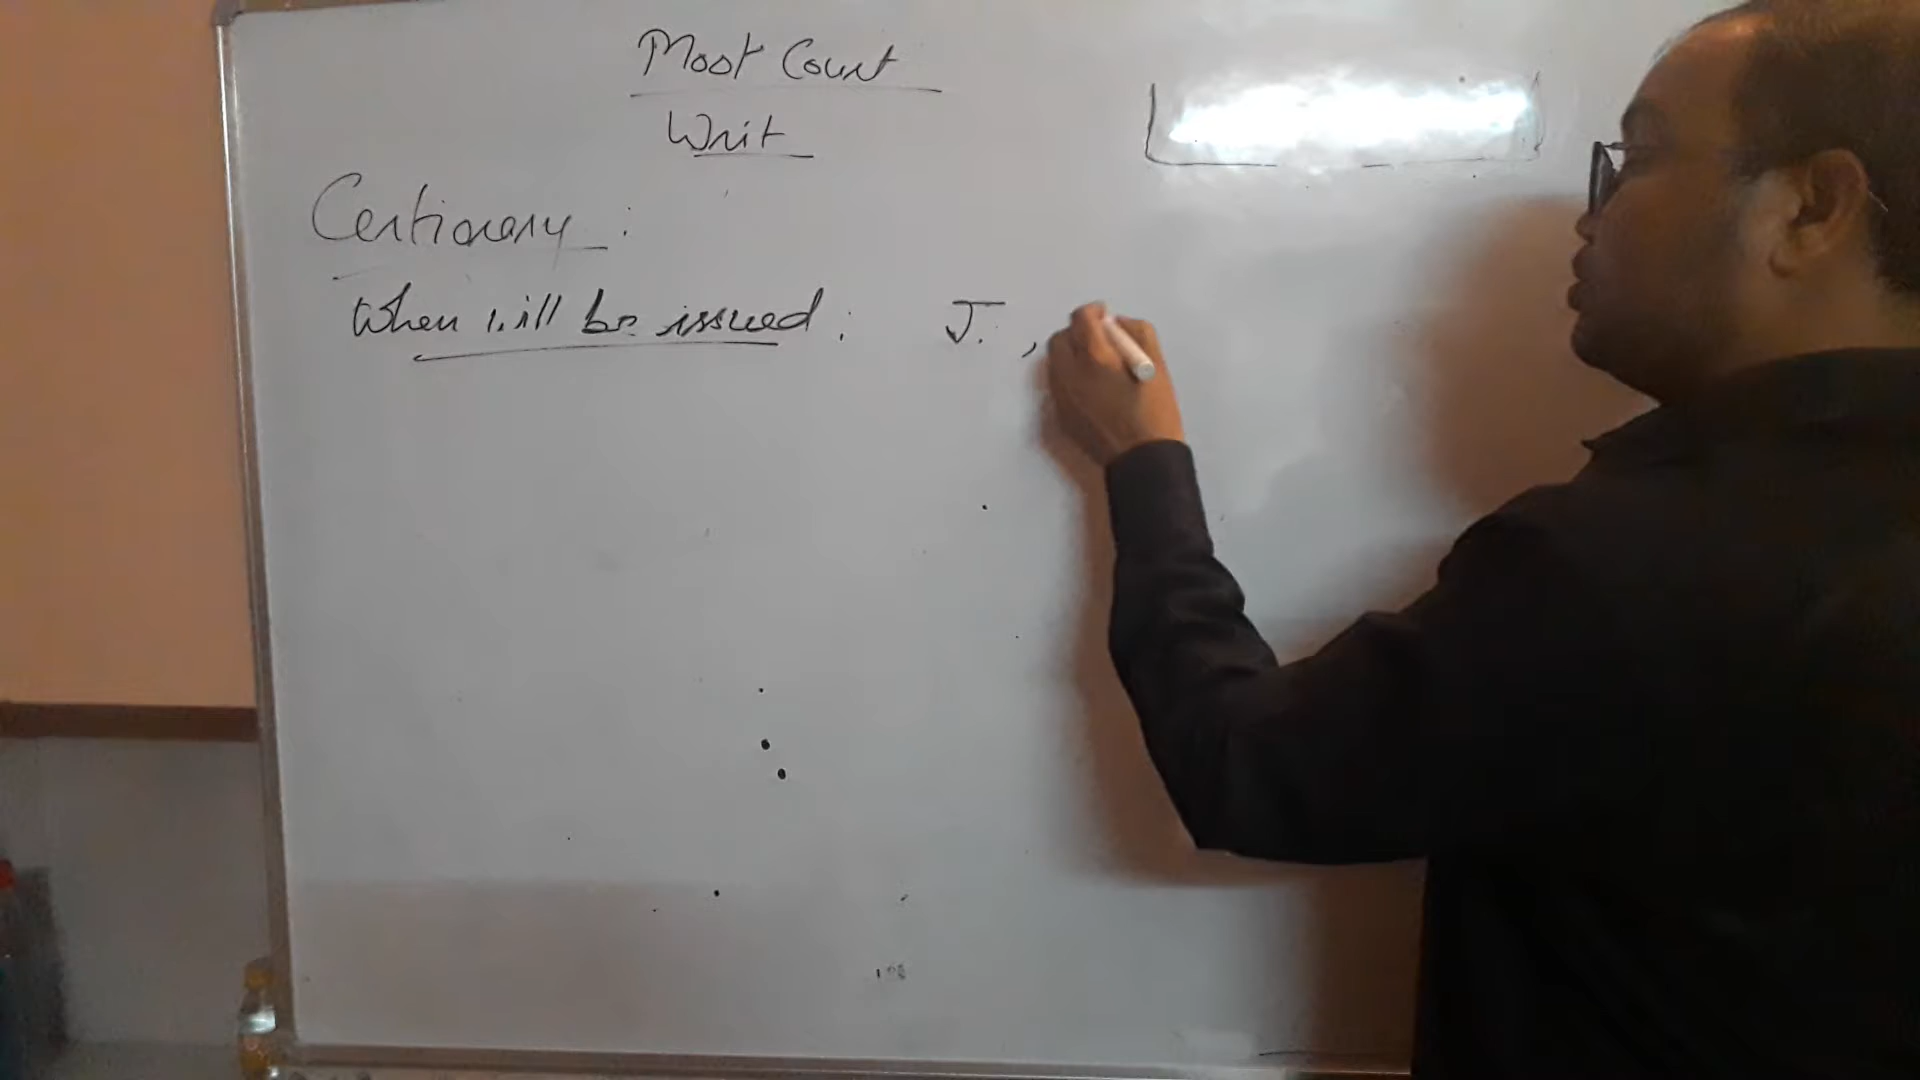 Moot Court
Writ
Certiorary :
When will be issued : J. ,